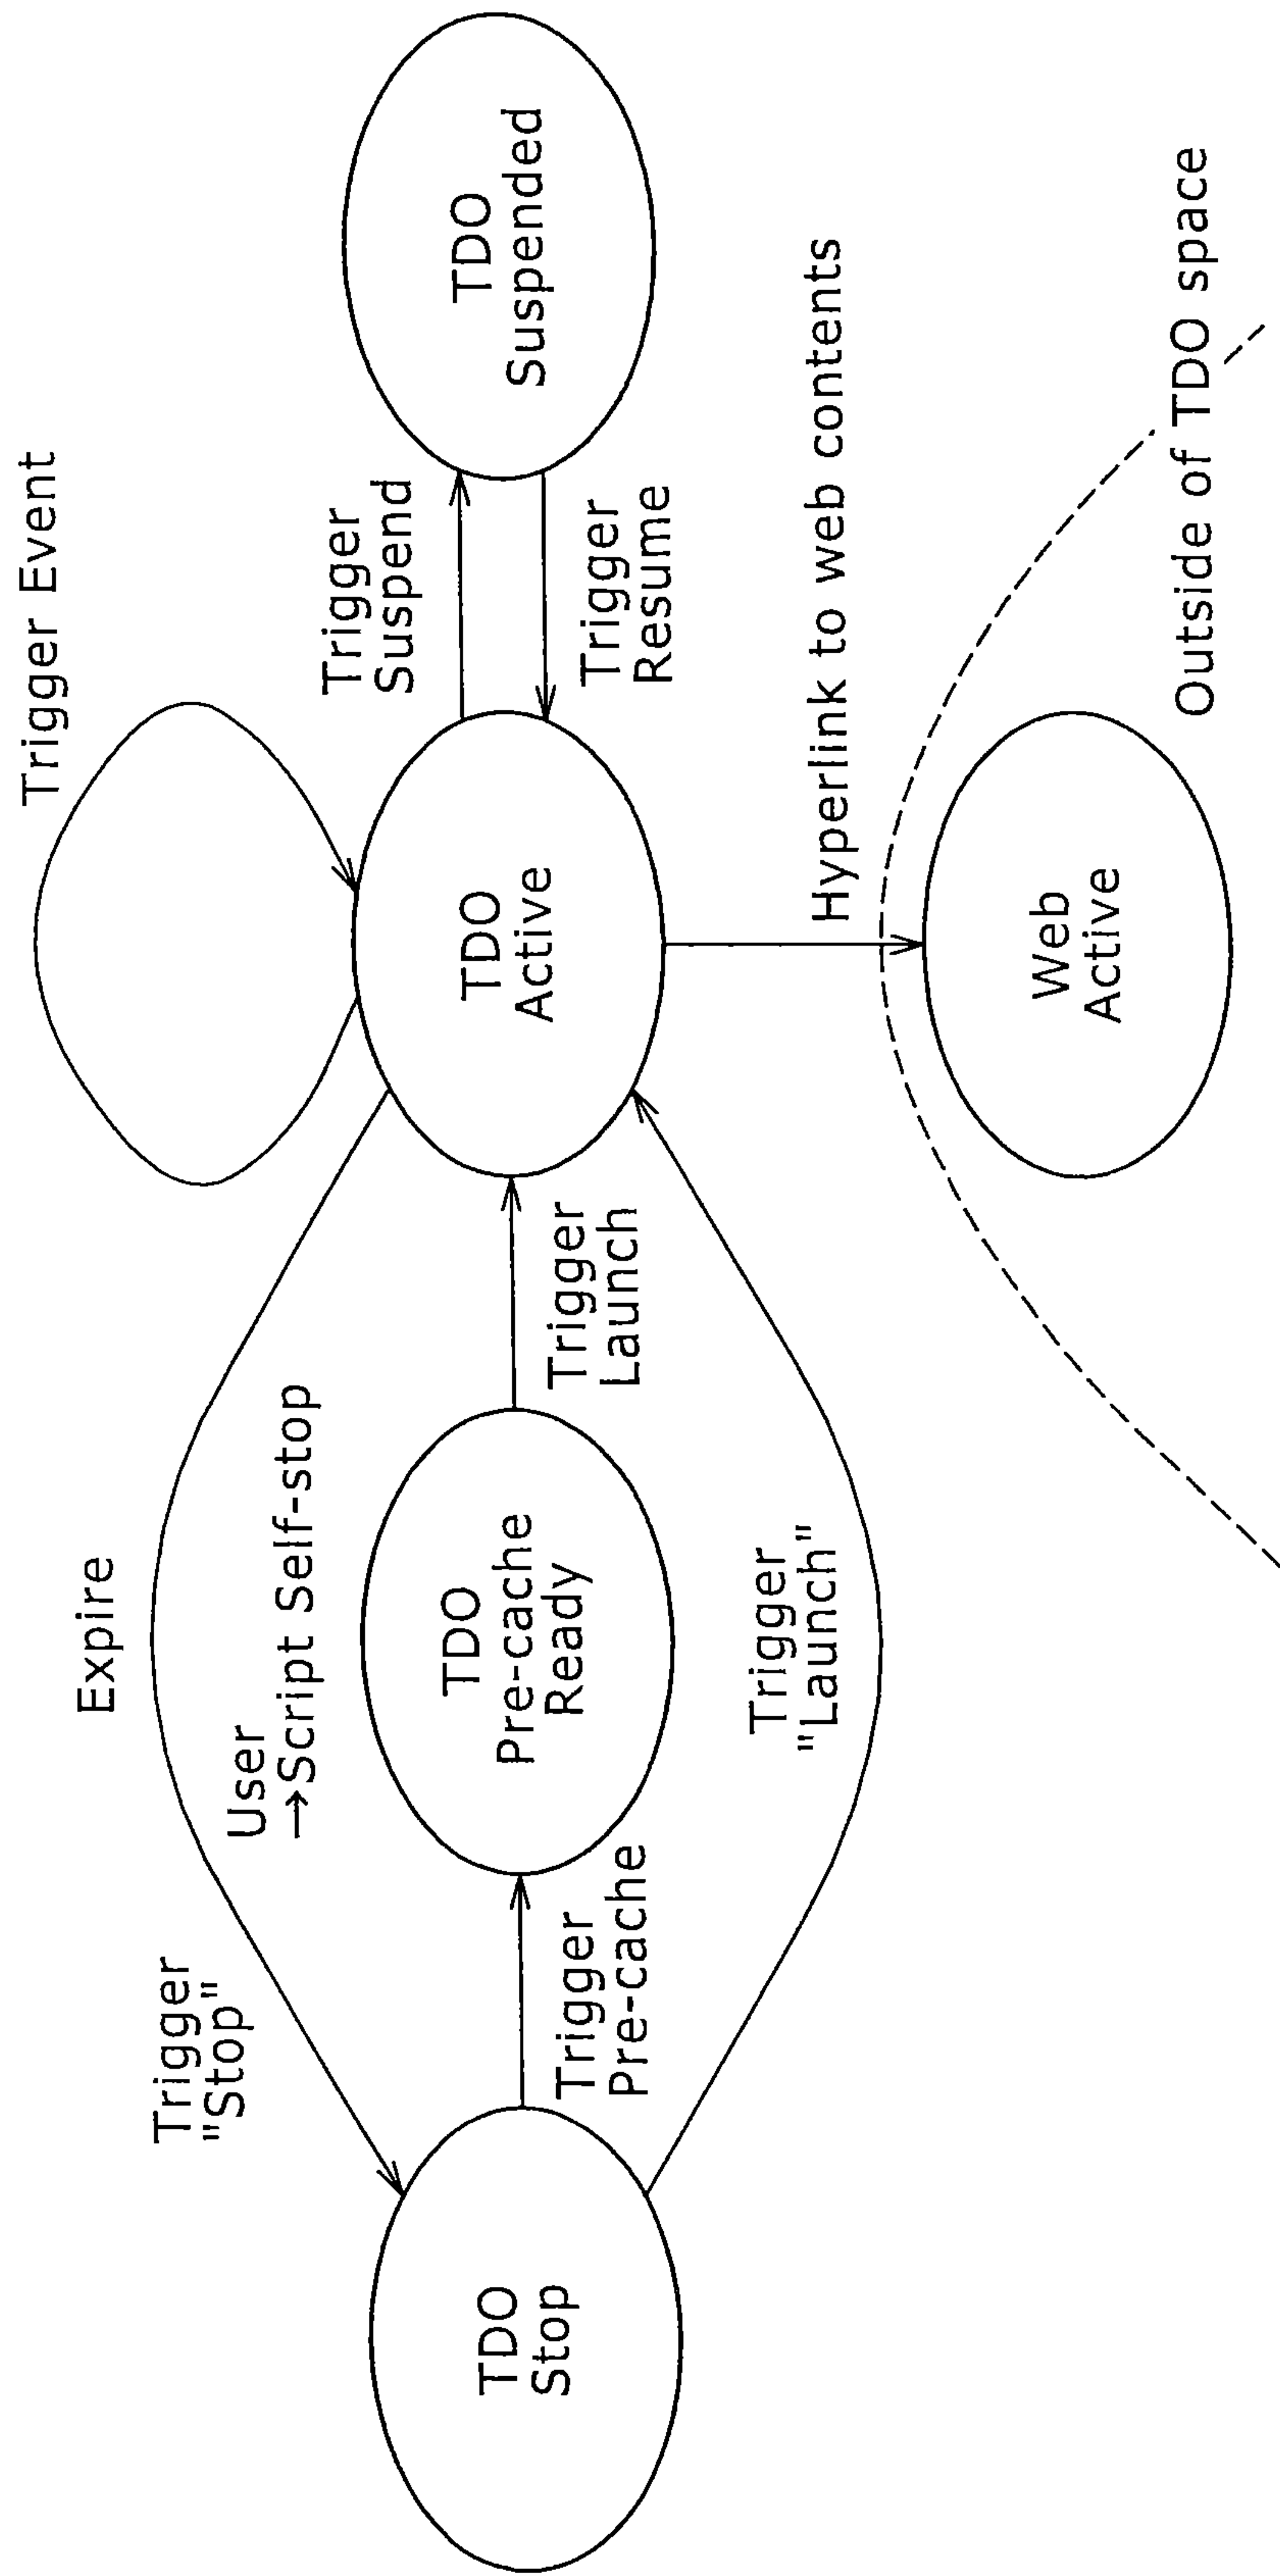 Trigger Event
Expire
Trigger
"Stop"
User
→Script Self-stop
Trigger
Suspend
TDO
Stop
TDO
Pre-cache
Ready
TDO
Active
TDO
Suspended
Trigger
Pre-cache
Trigger
Launch
Trigger
Resume
Trigger
"Launch"
Hyperlink to web contents
Web
Active
Outside of TDO space